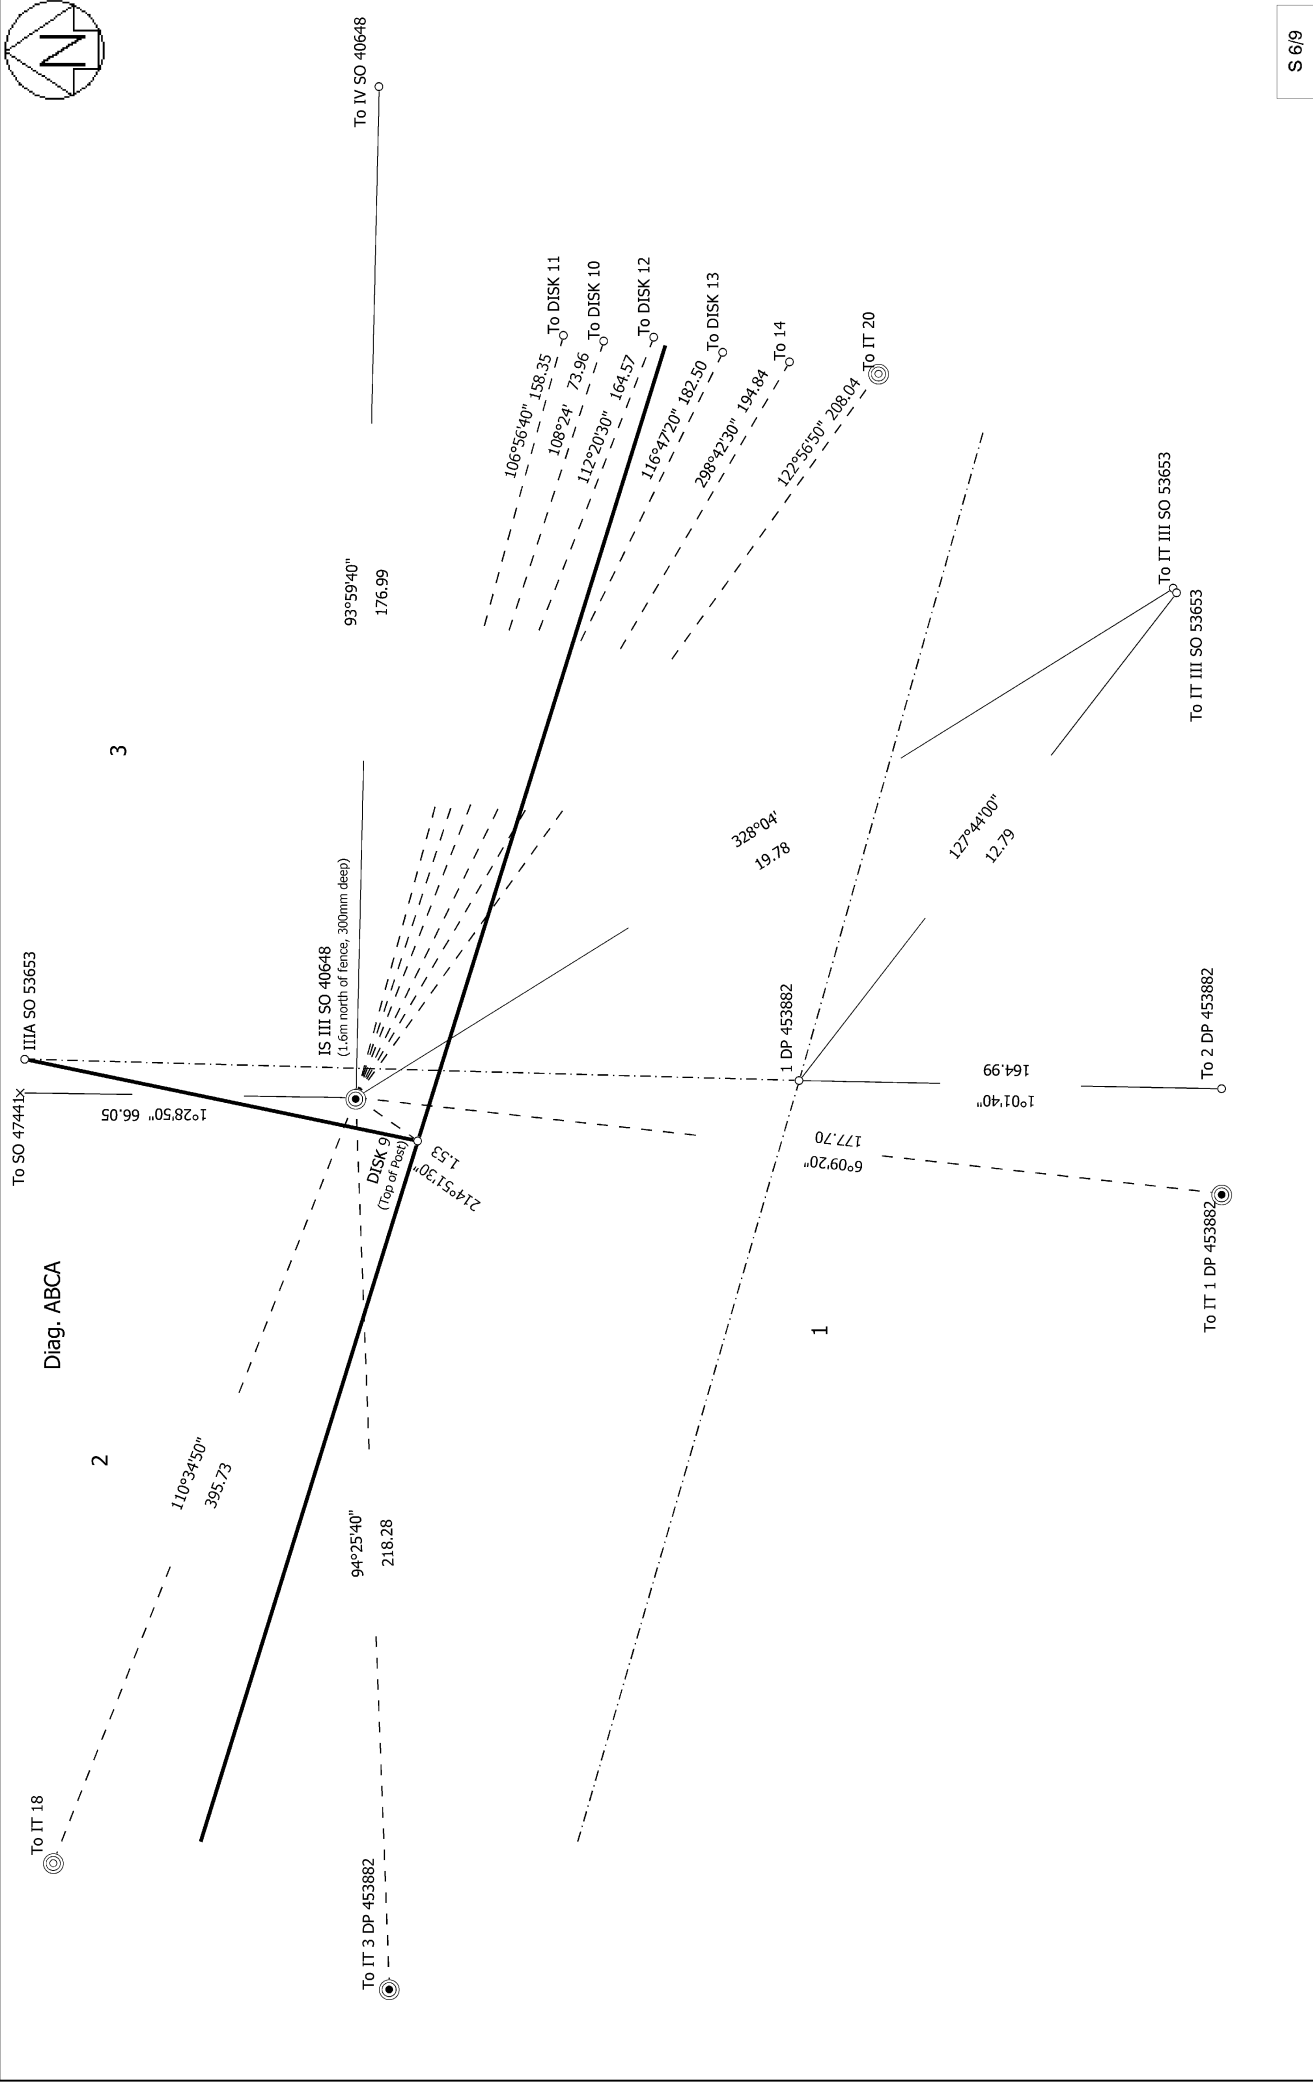 N
To IV SO 40648
S 6/9
To DISK 11
106°56'40" 158.35
To DISK 10
108°24' 73.96
To DISK 12
112°20'30" 164.57
To DISK 13
116°47'20" 182.50
To 14
298°42'30" 194.84
To IT 20
122°56'50" 208.04
93°59'40"
176.99
To IT III SO 53653
To IT III SO 53653
3
328°04'
19.78
127°44'00"
12.79
IIIA SO 53653
IS III SO 40648
(1.6m north of fence, 300mm deep)
1 DP 453882
To 2 DP 453882
164.99
1°01'40"
To SO 47441
1°28'50" 66.05
DISK 9
(Top of Post)
1.53
214°51'30"
177.70
6°09'20"
To IT 1 DP 453882
Diag. ABCA
1
2
110°34'50"
395.73
94°25'40"
218.28
To IT 18
To IT 3 DP 453882